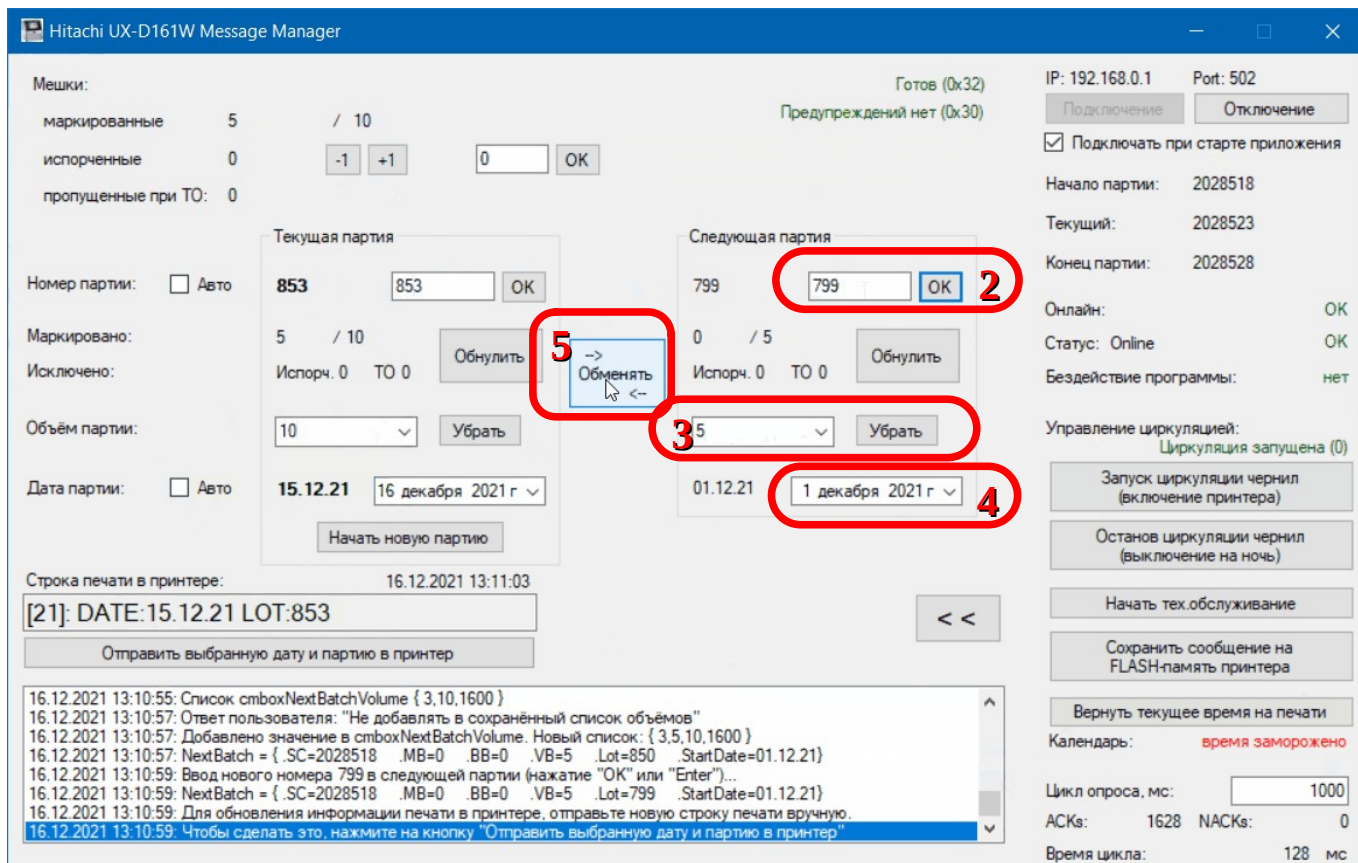 Hitachi UX-D161W Message Manager
Мешки:
маркированные 5 / 10
испорченные 0 -1 +1 0 OK
пропущенные при ТО: 0
Готов (0x32)
Предупреждений нет (0x30)
Текущая партия
Следующая партия
Номер партии: Авто 853 853 OK 799 799 OK 2
Маркировано: 5 / 10 Обнулить 5 --> Обменять <-- 0 / 5 Обнулить
Исключено: Испорч. 0 ТО 0 Испорч. 0 ТО 0
Объём партии: 10 Убрать 3 5 Убрать
Дата партии: Авто 15.12.21 16 декабря 2021 г 01.12.21 1 декабря 2021 г 4
Начать новую партию
Строка печати в принтере: 16.12.2021 13:11:03
[21]: DATE:15.12.21 LOT:853
< <
Отправить выбранную дату и партию в принтер
16.12.2021 13:10:55: Список cmboxNextBatchVolume { 3,10,1600 }
16.12.2021 13:10:57: Ответ пользователя: "Не добавлять в сохранённый список объёмов"
16.12.2021 13:10:57: Добавлено значение в cmboxNextBatchVolume. Новый список: { 3,5,10,1600 }
16.12.2021 13:10:57: NextBatch = { .SC=2028518 .MB=0 .BB=0 .VB=5 .Lot=850 .StartDate=01.12.21}
16.12.2021 13:10:59: Ввод нового номера 799 в следующей партии (нажатие "OK" или "Enter")...
16.12.2021 13:10:59: NextBatch = { .SC=2028518 .MB=0 .BB=0 .VB=5 .Lot=799 .StartDate=01.12.21}
16.12.2021 13:10:59: Для обновления информации печати в принтере, отправьте новую строку печати вручную.
16.12.2021 13:10:59: Чтобы сделать это, нажмите на кнопку "Отправить выбранную дату и партию в принтер"
IP: 192.168.0.1 Port: 502
Подключение Отключение
Подключать при старте приложения
Начало партии: 2028518
Текущий: 2028523
Конец партии: 2028528
Онлайн: OK
Статус: Online OK
Бездействие программы: нет
Управление циркуляцией:
Циркуляция запущена (0)
Запуск циркуляции чернил
(включение принтера)
Останов циркуляции чернил
(выключение на ночь)
Начать тех.обслуживание
Сохранить сообщение на
FLASH-память принтера
Вернуть текущее время на печати
Календарь: время заморожено
Цикл опроса, мс: 1000
ACKs: 1628 NACKs: 0
Время цикла: 128 мс